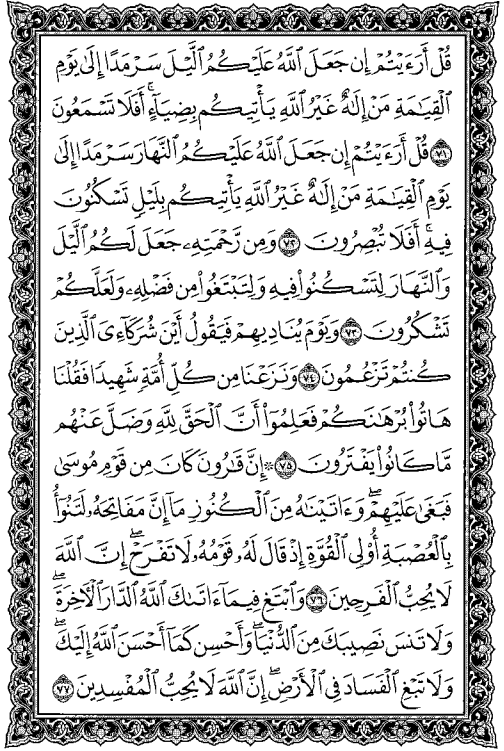 قُلْ أَرَءَيْتُمْ إِن جَعَلَ ٱللَّهُ عَلَيْكُمُ ٱلَّيْلَ سَرْمَدًا إِلَىٰ يَوْمِ
ٱلْقِيَٰمَةِ مَنْ إِلَٰهٌ غَيْرُ ٱللَّهِ يَأْتِيكُم بِضِيَآءٍ ۖ أَفَلَا تَسْمَعُونَ
٧١ قُلْ أَرَءَيْتُمْ إِن جَعَلَ ٱللَّهُ عَلَيْكُمُ ٱلنَّهَارَ سَرْمَدًا إِلَىٰ
يَوْمِ ٱلْقِيَٰمَةِ مَنْ إِلَٰهٌ غَيْرُ ٱللَّهِ يَأْتِيكُم بِلَيْلٍ تَسْكُنُونَ
فِيهِ ۖ أَفَلَا تُبْصِرُونَ ٧٢ وَمِن رَّحْمَتِهِۦ جَعَلَ لَكُمُ ٱلَّيْلَ
وَٱلنَّهَارَ لِتَسْكُنُوا۟ فِيهِ وَلِتَبْتَغُوا۟ مِن فَضْلِهِۦ وَلَعَلَّكُمْ
تَشْكُرُونَ ٧٣ وَيَوْمَ يُنَادِيهِمْ فَيَقُولُ أَيْنَ شُرَكَآءِىَ ٱلَّذِينَ
كُنتُمْ تَزْعُمُونَ ٧٤ وَنَزَعْنَا مِن كُلِّ أُمَّةٍ شَهِيدًا فَقُلْنَا
هَاتُوا۟ بُرْهَٰنَكُمْ فَعَلِمُوٓا۟ أَنَّ ٱلْحَقَّ لِلَّهِ وَضَلَّ عَنْهُم
مَّا كَانُوا۟ يَفْتَرُونَ ٧٥ ۞ إِنَّ قَٰرُونَ كَانَ مِن قَوْمِ مُوسَىٰ
فَبَغَىٰ عَلَيْهِمْ ۖ وَءَاتَيْنَٰهُ مِنَ ٱلْكُنُوزِ مَآ إِنَّ مَفَاتِحَهُۥ لَتَنُوٓأُ
بِٱلْعُصْبَةِ أُو۟لِى ٱلْقُوَّةِ إِذْ قَالَ لَهُۥ قَوْمُهُۥ لَا تَفْرَحْ ۖ إِنَّ ٱللَّهَ
لَا يُحِبُّ ٱلْفَرِحِينَ ٧٦ وَٱبْتَغِ فِيمَآ ءَاتَىٰكَ ٱللَّهُ ٱلدَّارَ ٱلْءَاخِرَةَ ۖ
وَلَا تَنسَ نَصِيبَكَ مِنَ ٱلدُّنْيَا ۖ وَأَحْسِن كَمَآ أَحْسَنَ ٱللَّهُ إِلَيْكَ ۖ
وَلَا تَبْغِ ٱلْفَسَادَ فِى ٱلْأَرْضِ ۖ إِنَّ ٱللَّهَ لَا يُحِبُّ ٱلْمُفْسِدِينَ ٧٧